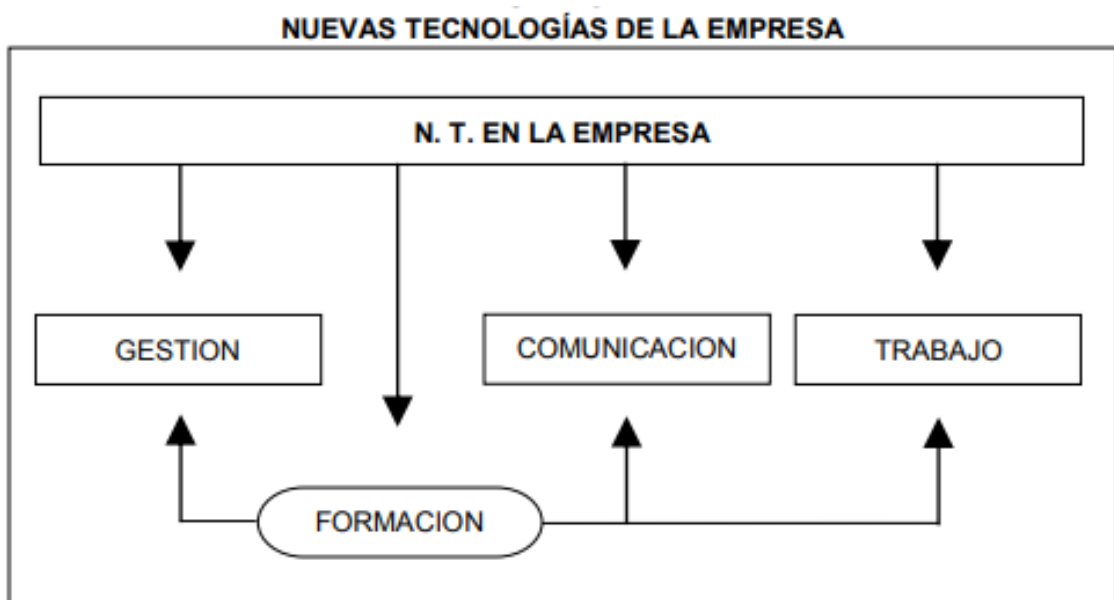 NUEVAS TECNOLOGÍAS DE LA EMPRESA
N. T. EN LA EMPRESA
GESTION
COMUNICACION
TRABAJO
FORMACION